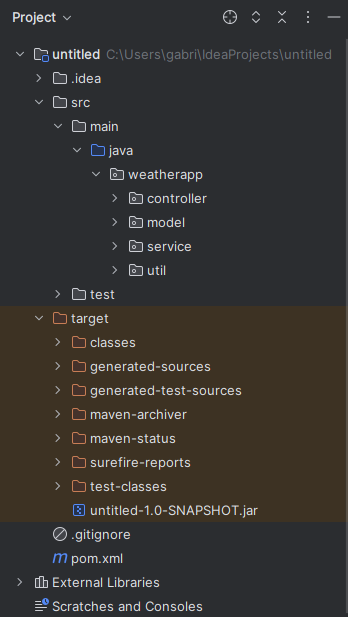 Project
untitled C:\Users\gabri\IdeaProjects\untitled
.idea
src
main
java
weatherapp
controller
model
service
util
test
target
classes
generated-sources
generated-test-sources
maven-archiver
maven-status
surefire-reports
test-classes
untitled-1.0-SNAPSHOT.jar
.gitignore
m pom.xml
External Libraries
Scratches and Consoles